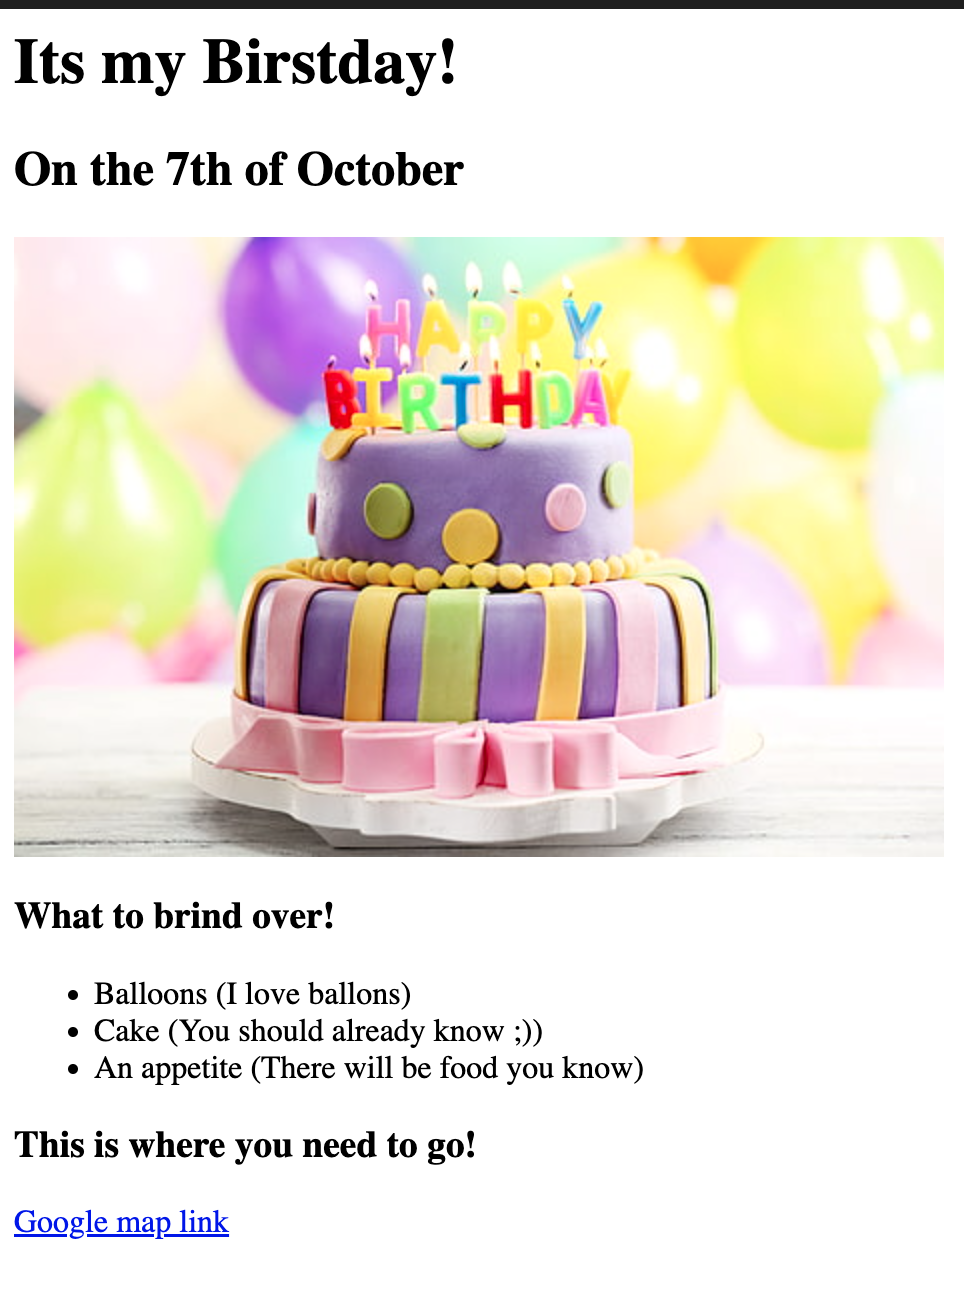 Its my Birstday!
On the 7th of October
HAPPY
BIRTHDAY
What to brind over!
Balloons (I love ballons)
Cake (You should already know ;))
An appetite (There will be food you know)
This is where you need to go!
Google map link